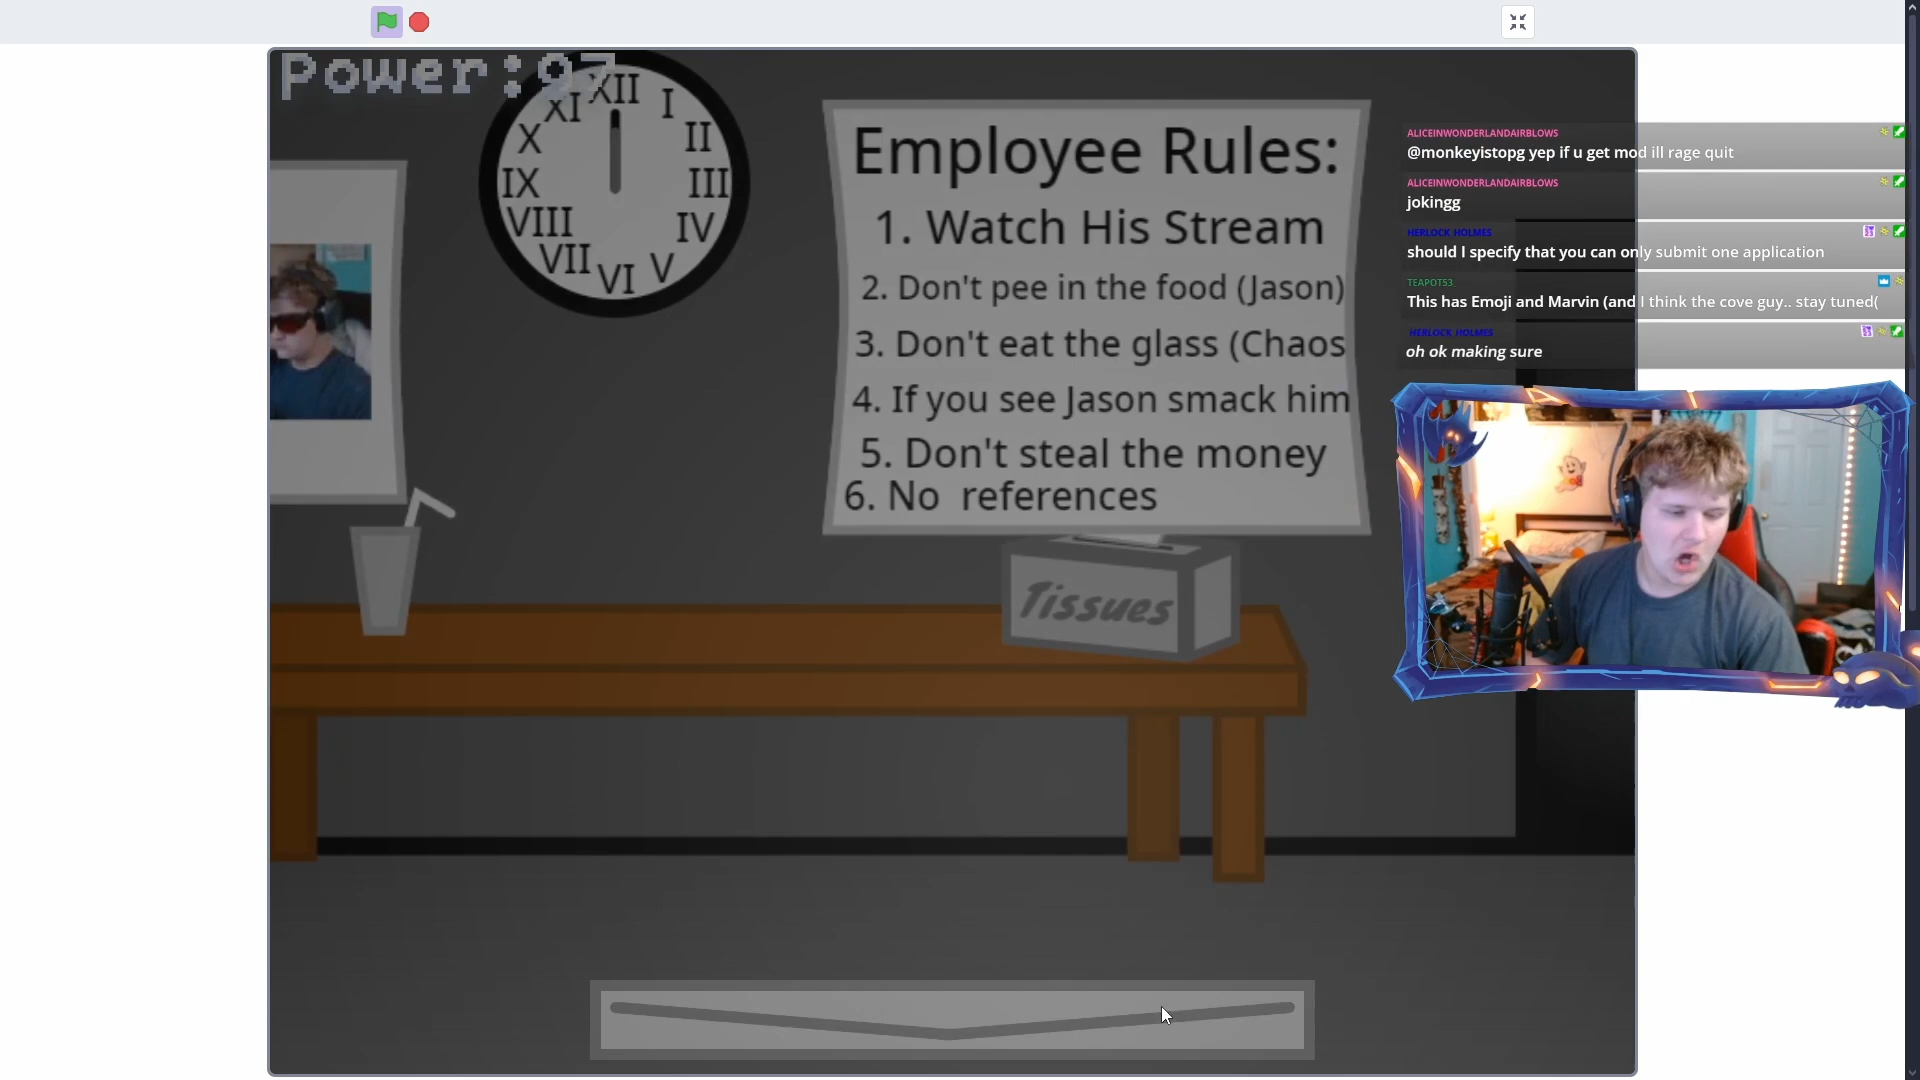 Power:97
XII
I
II
III
IV
V
VI
VII
VIII
IX
X
XI
Employee Rules:
1. Watch His Stream
2. Don't pee in the food (Jason)
3. Don't eat the glass (Chaos
4. If you see Jason smack him
5. Don't steal the money
6. No references
Tissues
ALICEINWONDERLANDAIRBLOWS
@monkeyistopg yep if u get mod ill rage quit
ALICEINWONDERLANDAIRBLOWS
jokingg
HERLOCK HOLMES
should I specify that you can only submit one application
TEAPOT53
This has Emoji and Marvin (and I think the cove guy.. stay tuned(
HERLOCK HOLMES
oh ok making sure